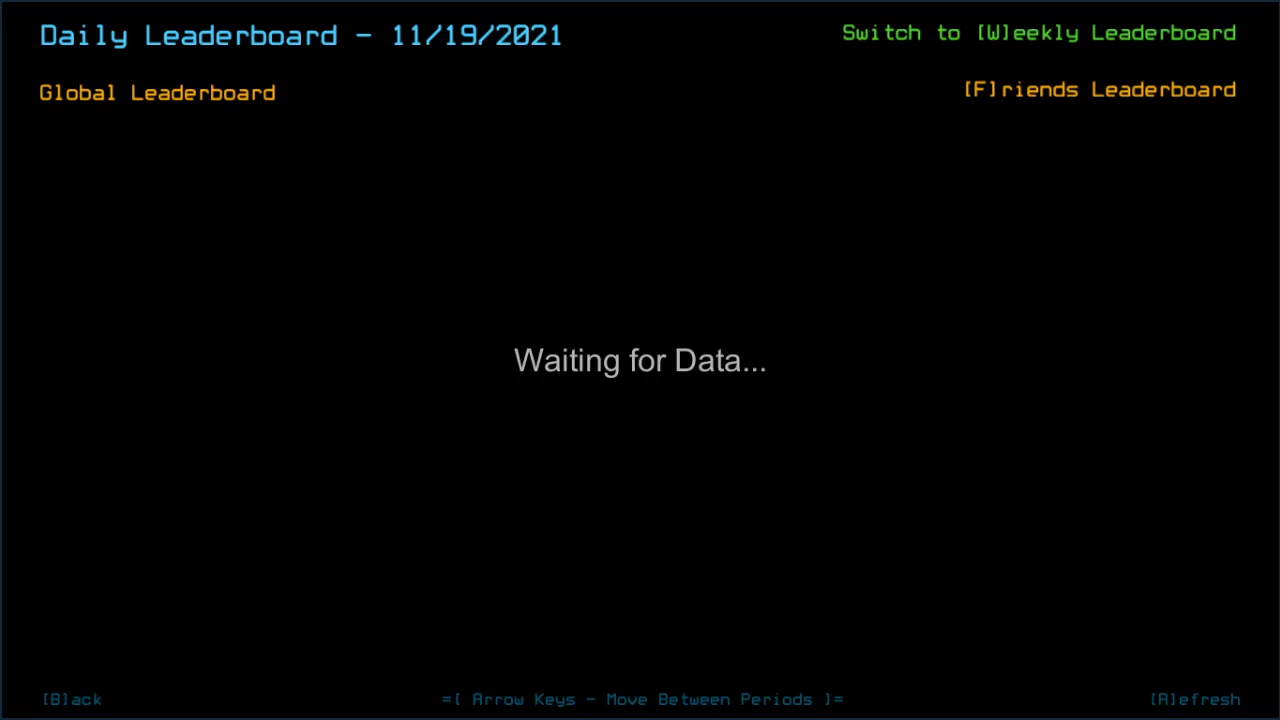 Daily Leaderboard - 11/19/2021
Switch to [W]eekly Leaderboard
Global Leaderboard
[F]riends Leaderboard
Waiting for Data...
[B]ack
=[ Arrow Keys - Move Between Periods ]=
[R]efresh